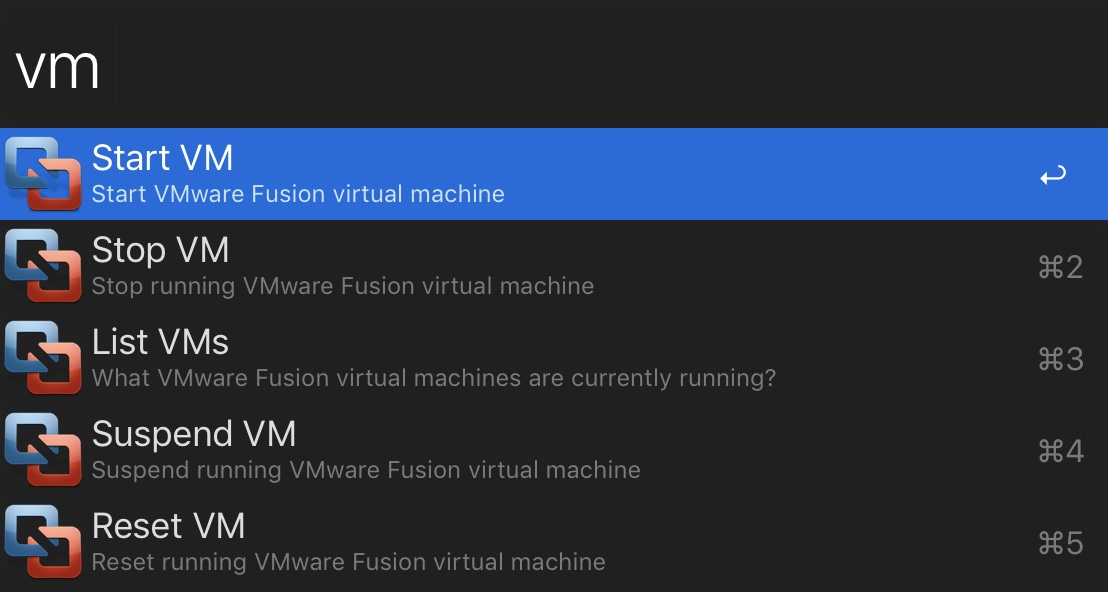 vm
Start VM
Start VMware Fusion virtual machine
↩
Stop VM
Stop running VMware Fusion virtual machine
⌘2
List VMs
What VMware Fusion virtual machines are currently running?
⌘3
Suspend VM
Suspend running VMware Fusion virtual machine
⌘4
Reset VM
Reset running VMware Fusion virtual machine
⌘5